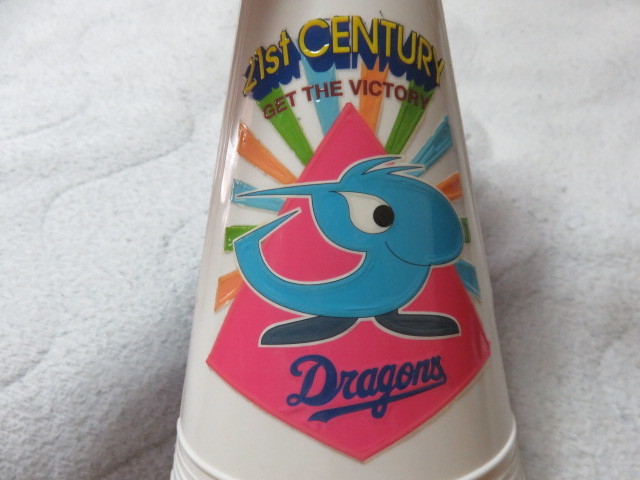 21st CENTURY
GET THE VICTORY
Dragons